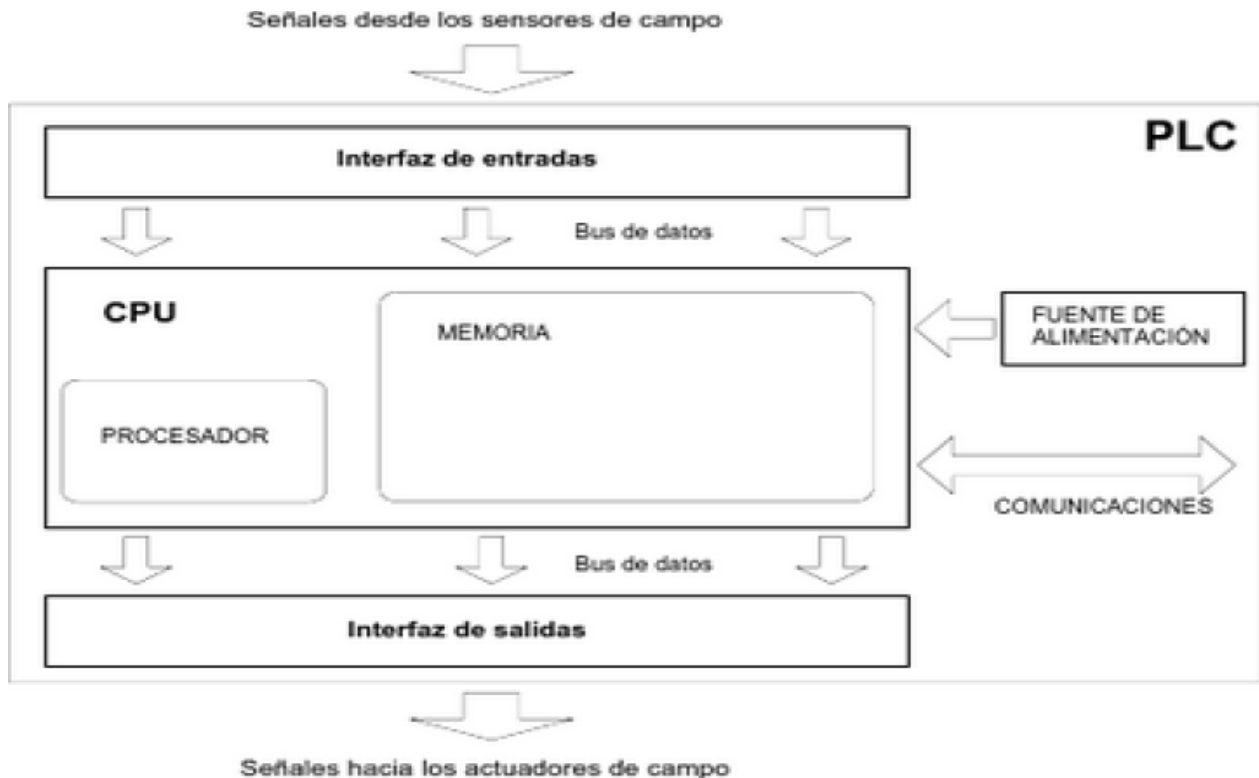 Señales desde los sensores de campo
PLC
Interfaz de entradas
Bus de datos
CPU
MEMORIA
PROCESADOR
FUENTE DE
ALIMENTACIÓN
COMUNICACIONES
Bus de datos
Interfaz de salidas
Señales hacia los actuadores de campo